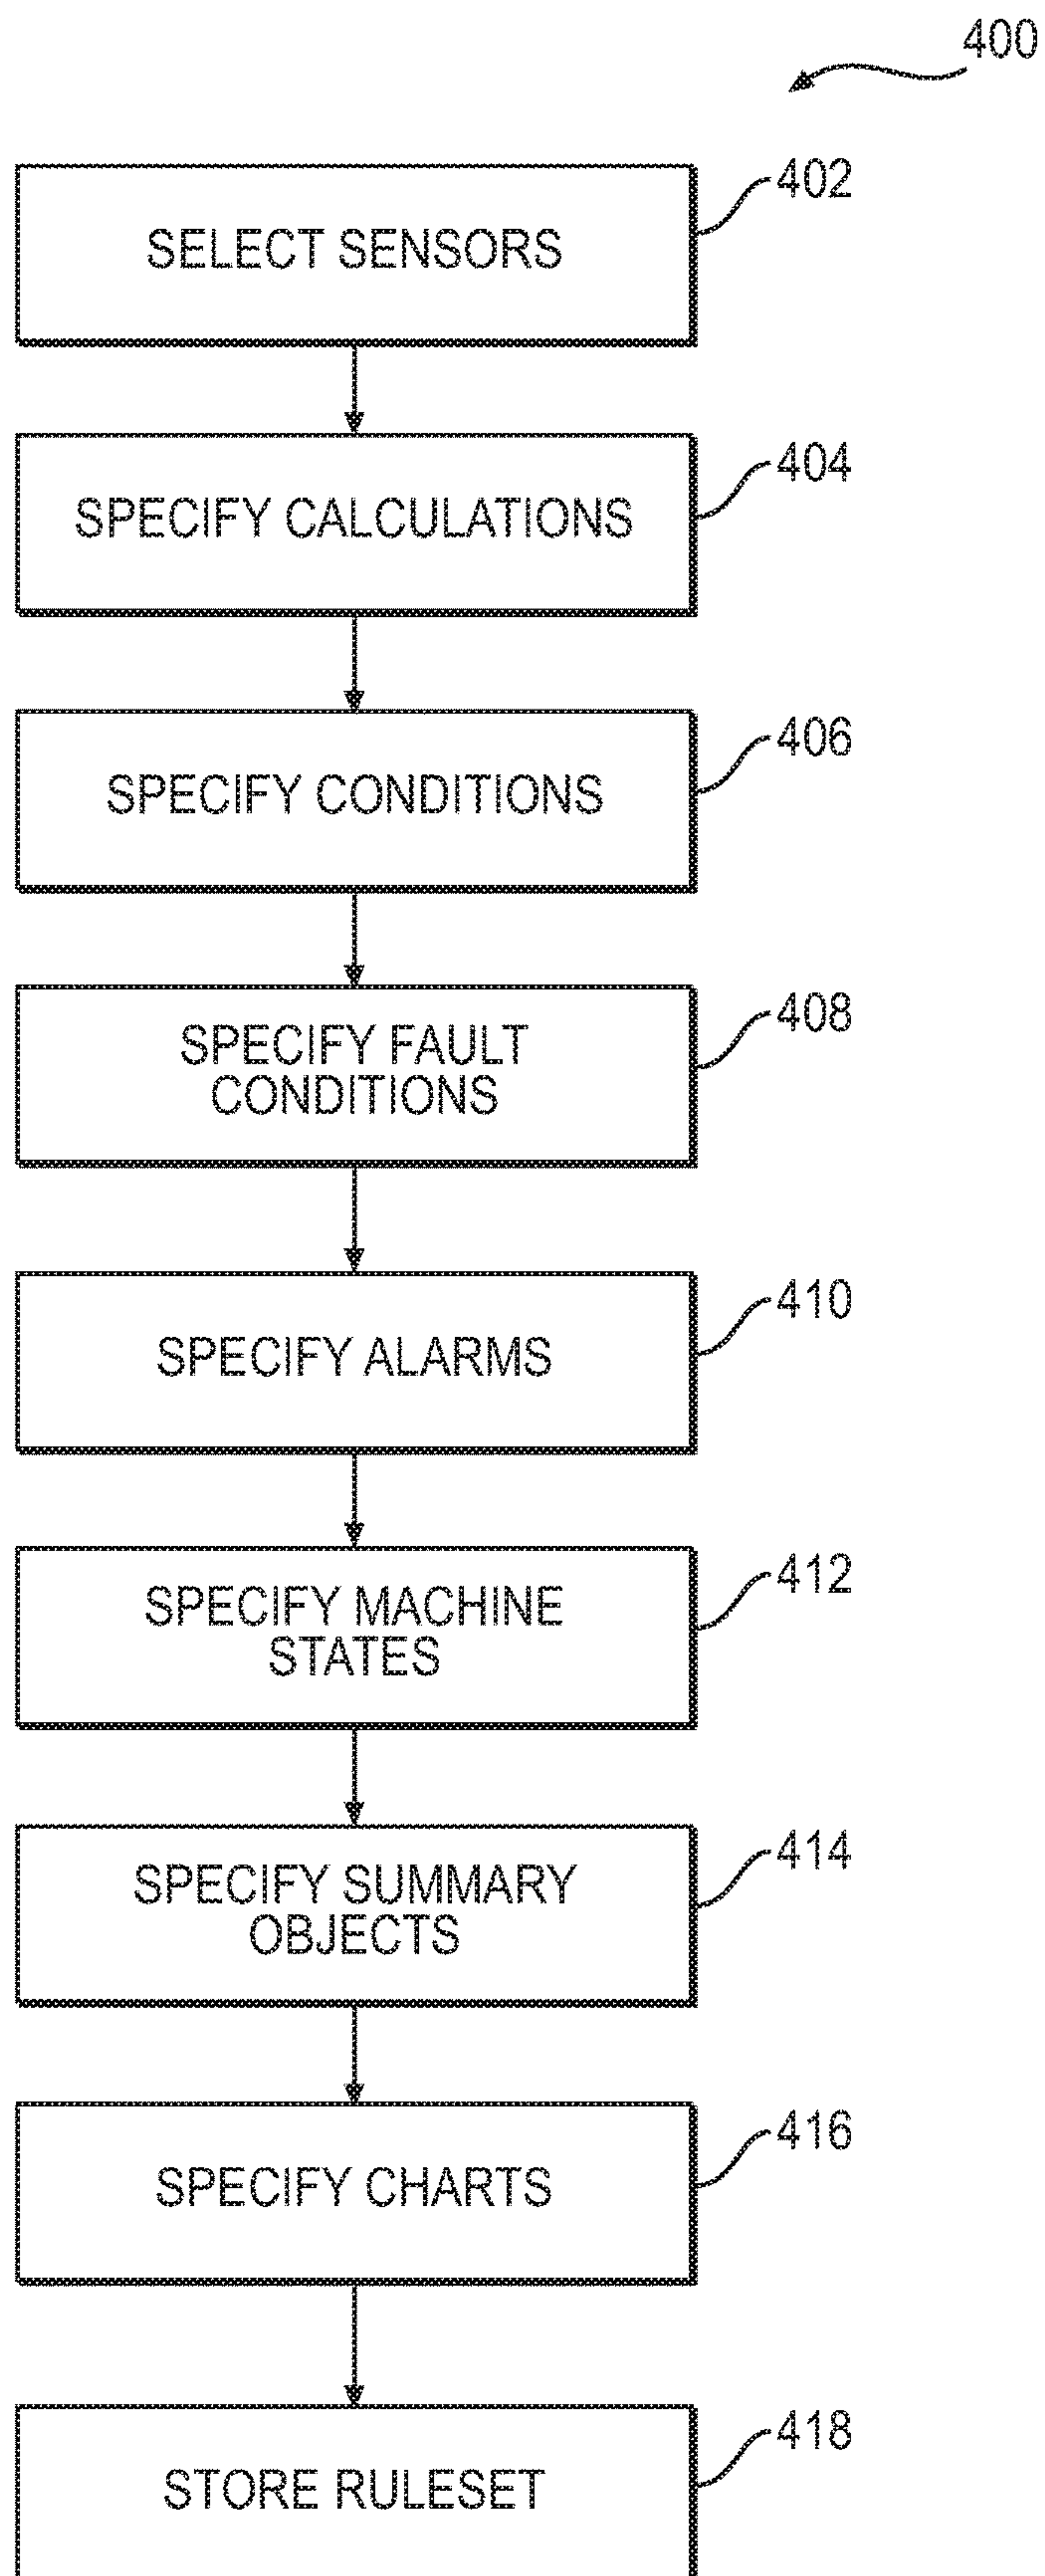 400
402
SELECT SENSORS
404
SPECIFY CALCULATIONS
406
SPECIFY CONDITIONS
408
SPECIFY FAULT
CONDITIONS
410
SPECIFY ALARMS
412
SPECIFY MACHINE
STATES
414
SPECIFY SUMMARY
OBJECTS
416
SPECIFY CHARTS
418
STORE RULESET